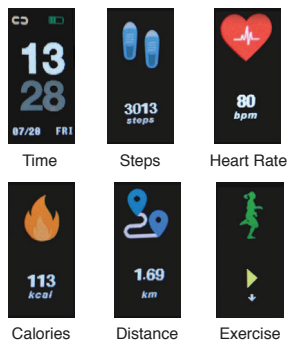 13
28
07/28 FRI
3013
steps
80
bpm
Time
Steps
Heart Rate
113
kcal
1.69
km
Calories
Distance
Exercise